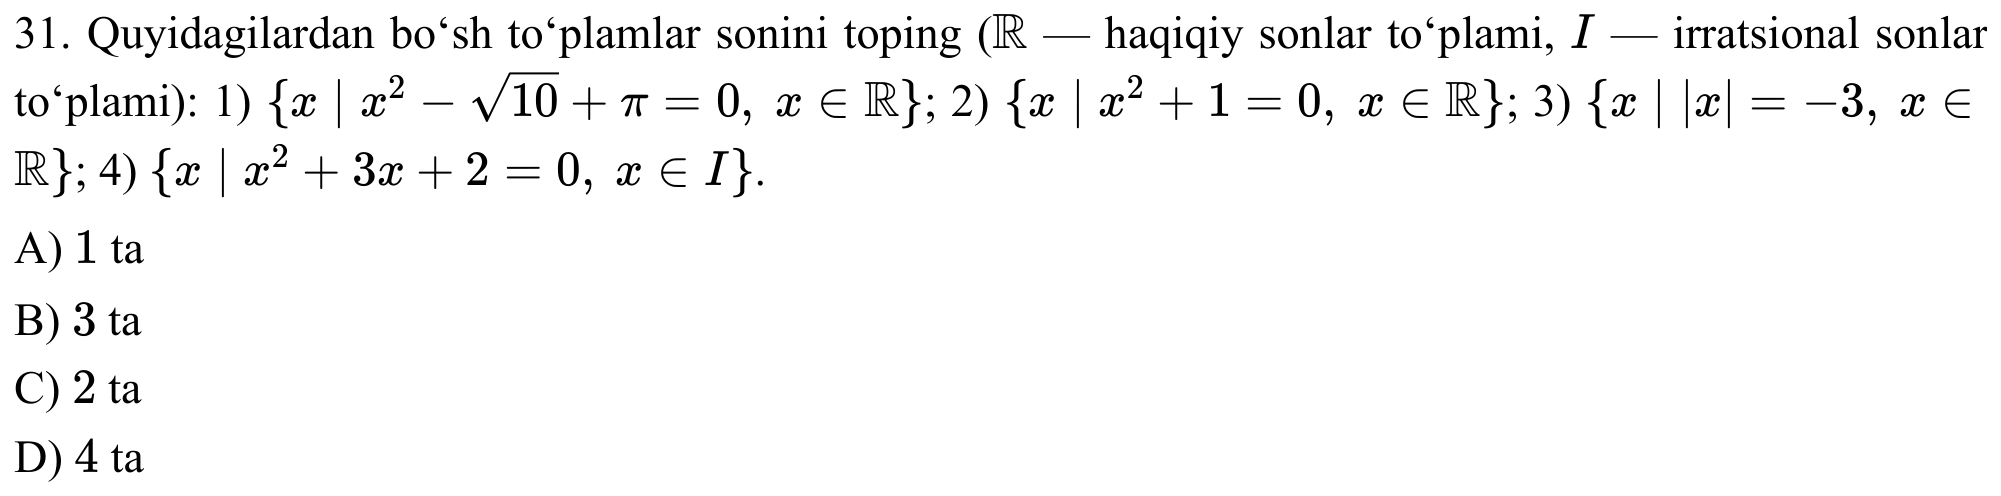 31. Quyidagilardan bo‘sh to‘plamlar sonini toping (ℝ — haqiqiy sonlar to‘plami, I — irratsional sonlar
to‘plami): 1) {x | x² − √10 + π = 0, x ∈ ℝ}; 2) {x | x² + 1 = 0, x ∈ ℝ}; 3) {x | |x| = −3, x ∈
ℝ}; 4) {x | x² + 3x + 2 = 0, x ∈ I}.
A) 1 ta
B) 3 ta
C) 2 ta
D) 4 ta